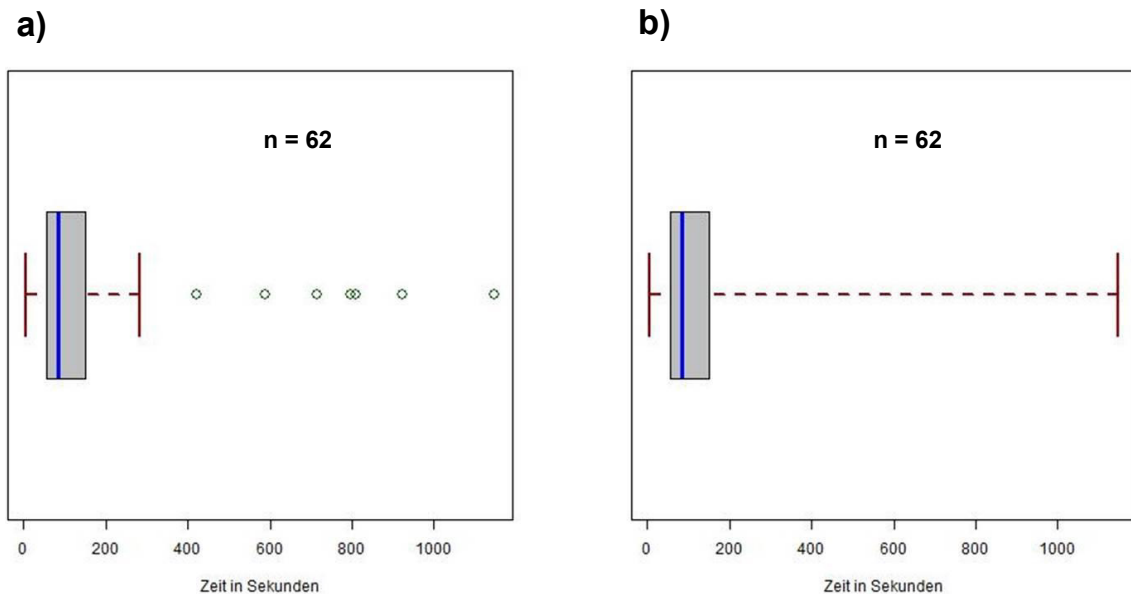 a)
n = 62
0 200 400 600 800 1000
Zeit in Sekunden
b)
n = 62
0 200 400 600 800 1000
Zeit in Sekunden